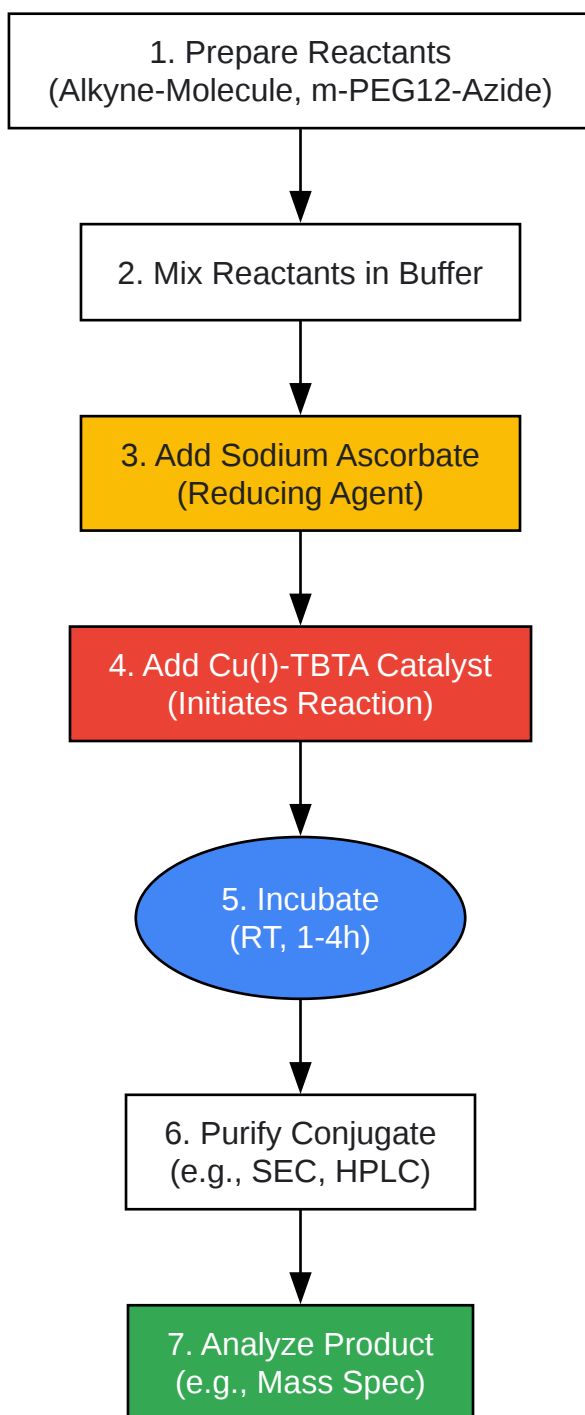 1. Prepare Reactants
(Alkyne-Molecule, m-PEG12-Azide)
2. Mix Reactants in Buffer
3. Add Sodium Ascorbate
(Reducing Agent)
4. Add Cu(I)-TBTA Catalyst
(Initiates Reaction)
5. Incubate
(RT, 1-4h)
6. Purify Conjugate
(e.g., SEC, HPLC)
7. Analyze Product
(e.g., Mass Spec)